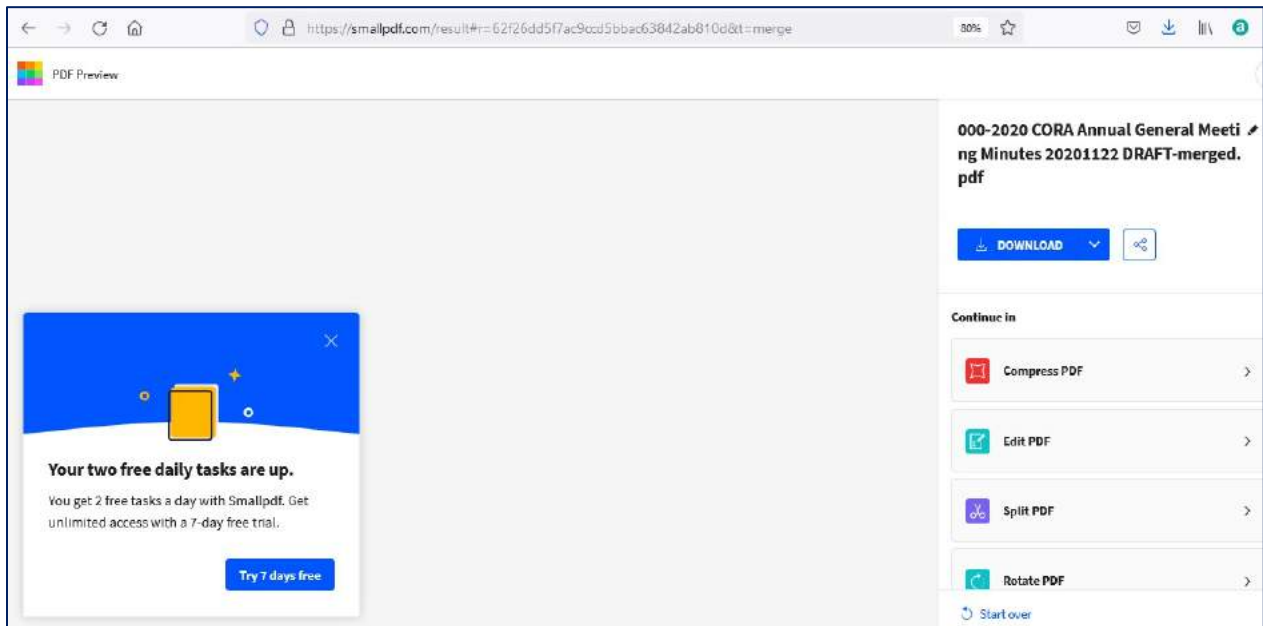 https://smallpdf.com/result#r=62f26dd5f7ac9ccd5bbac63842ab810d&t=merge
80%
a
PDF Preview
000-2020 CORA Annual General Meeti
ng Minutes 20201122 DRAFT-merged.
pdf
DOWNLOAD
Continue in
Compress PDF
Edit PDF
Split PDF
Rotate PDF
Start over
Your two free daily tasks are up.
You get 2 free tasks a day with Smallpdf. Get
unlimited access with a 7-day free trial.
Try 7 days free